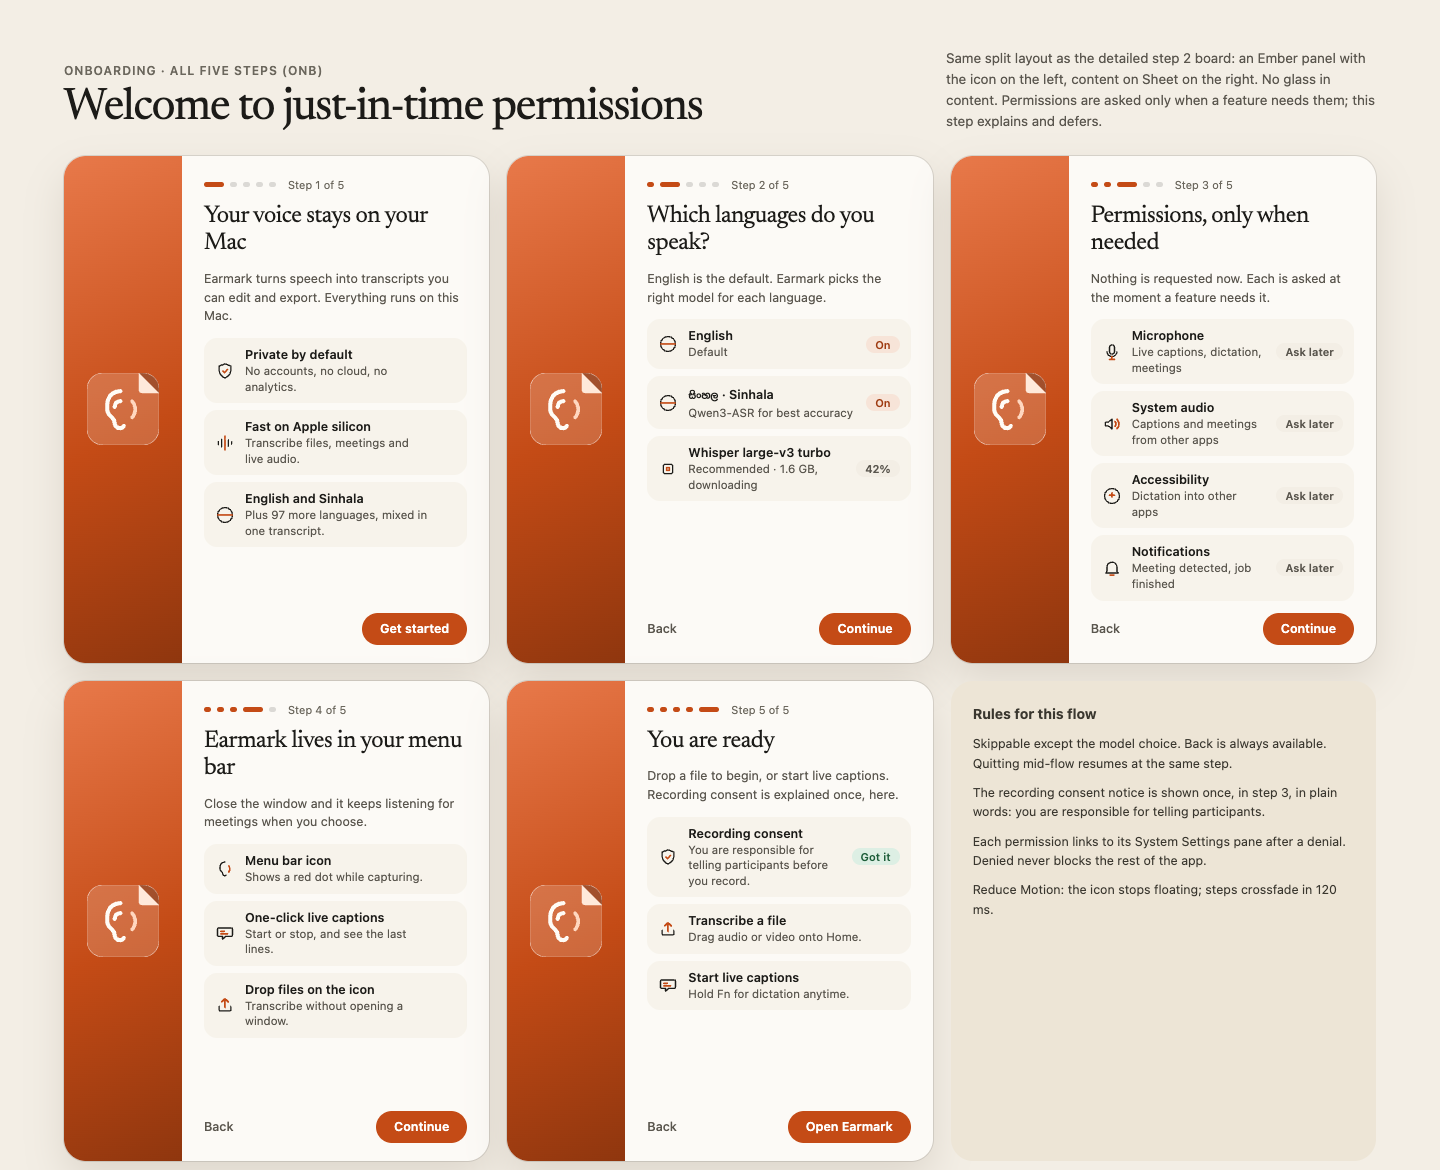 ONBOARDING · ALL FIVE STEPS (ONB)
Welcome to just-in-time permissions
Same split layout as the detailed step 2 board: an Ember panel with
the icon on the left, content on Sheet on the right. No glass in
content. Permissions are asked only when a feature needs them; this
step explains and defers.
Step 1 of 5
Your voice stays on your
Mac
Earmark turns speech into transcripts you
can edit and export. Everything runs on this
Mac.
Private by default
No accounts, no cloud, no
analytics.
Fast on Apple silicon
Transcribe files, meetings and
live audio.
English and Sinhala
Plus 97 more languages, mixed in
one transcript.
Get started
Step 2 of 5
Which languages do you
speak?
English is the default. Earmark picks the
right model for each language.
English
Default
On
සිංහල · Sinhala
Qwen3-ASR for best accuracy
On
Whisper large-v3 turbo
Recommended · 1.6 GB,
downloading
42%
Back
Continue
Step 3 of 5
Permissions, only when
needed
Nothing is requested now. Each is asked at
the moment a feature needs it.
Microphone
Live captions, dictation,
meetings
Ask later
System audio
Captions and meetings
from other apps
Ask later
Accessibility
Dictation into other
apps
Ask later
Notifications
Meeting detected, job
finished
Ask later
Back
Continue
Step 4 of 5
Earmark lives in your menu
bar
Close the window and it keeps listening for
meetings when you choose.
Menu bar icon
Shows a red dot while capturing.
One-click live captions
Start or stop, and see the last
lines.
Drop files on the icon
Transcribe without opening a
window.
Back
Continue
Step 5 of 5
You are ready
Drop a file to begin, or start live captions.
Recording consent is explained once, here.
Recording consent
You are responsible for
telling participants before
you record.
Got it
Transcribe a file
Drag audio or video onto Home.
Start live captions
Hold Fn for dictation anytime.
Back
Open Earmark
Rules for this flow
Skippable except the model choice. Back is always available.
Quitting mid-flow resumes at the same step.
The recording consent notice is shown once, in step 3, in plain
words: you are responsible for telling participants.
Each permission links to its System Settings pane after a denial.
Denied never blocks the rest of the app.
Reduce Motion: the icon stops floating; steps crossfade in 120
ms.